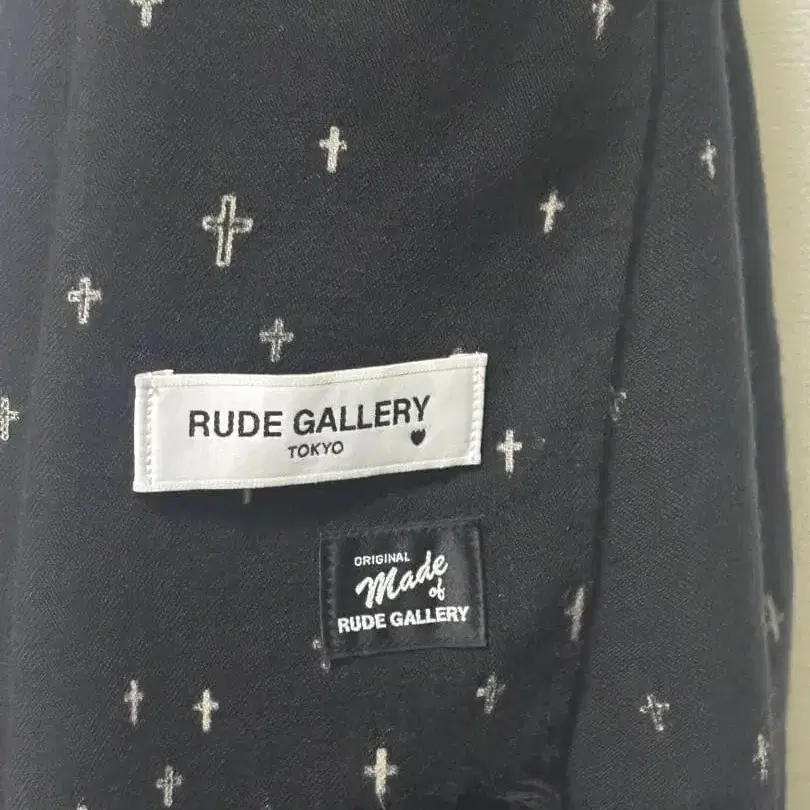 RUDE GALLERY
TOKYO ♥
ORIGINAL
Made
of
RUDE GALLERY